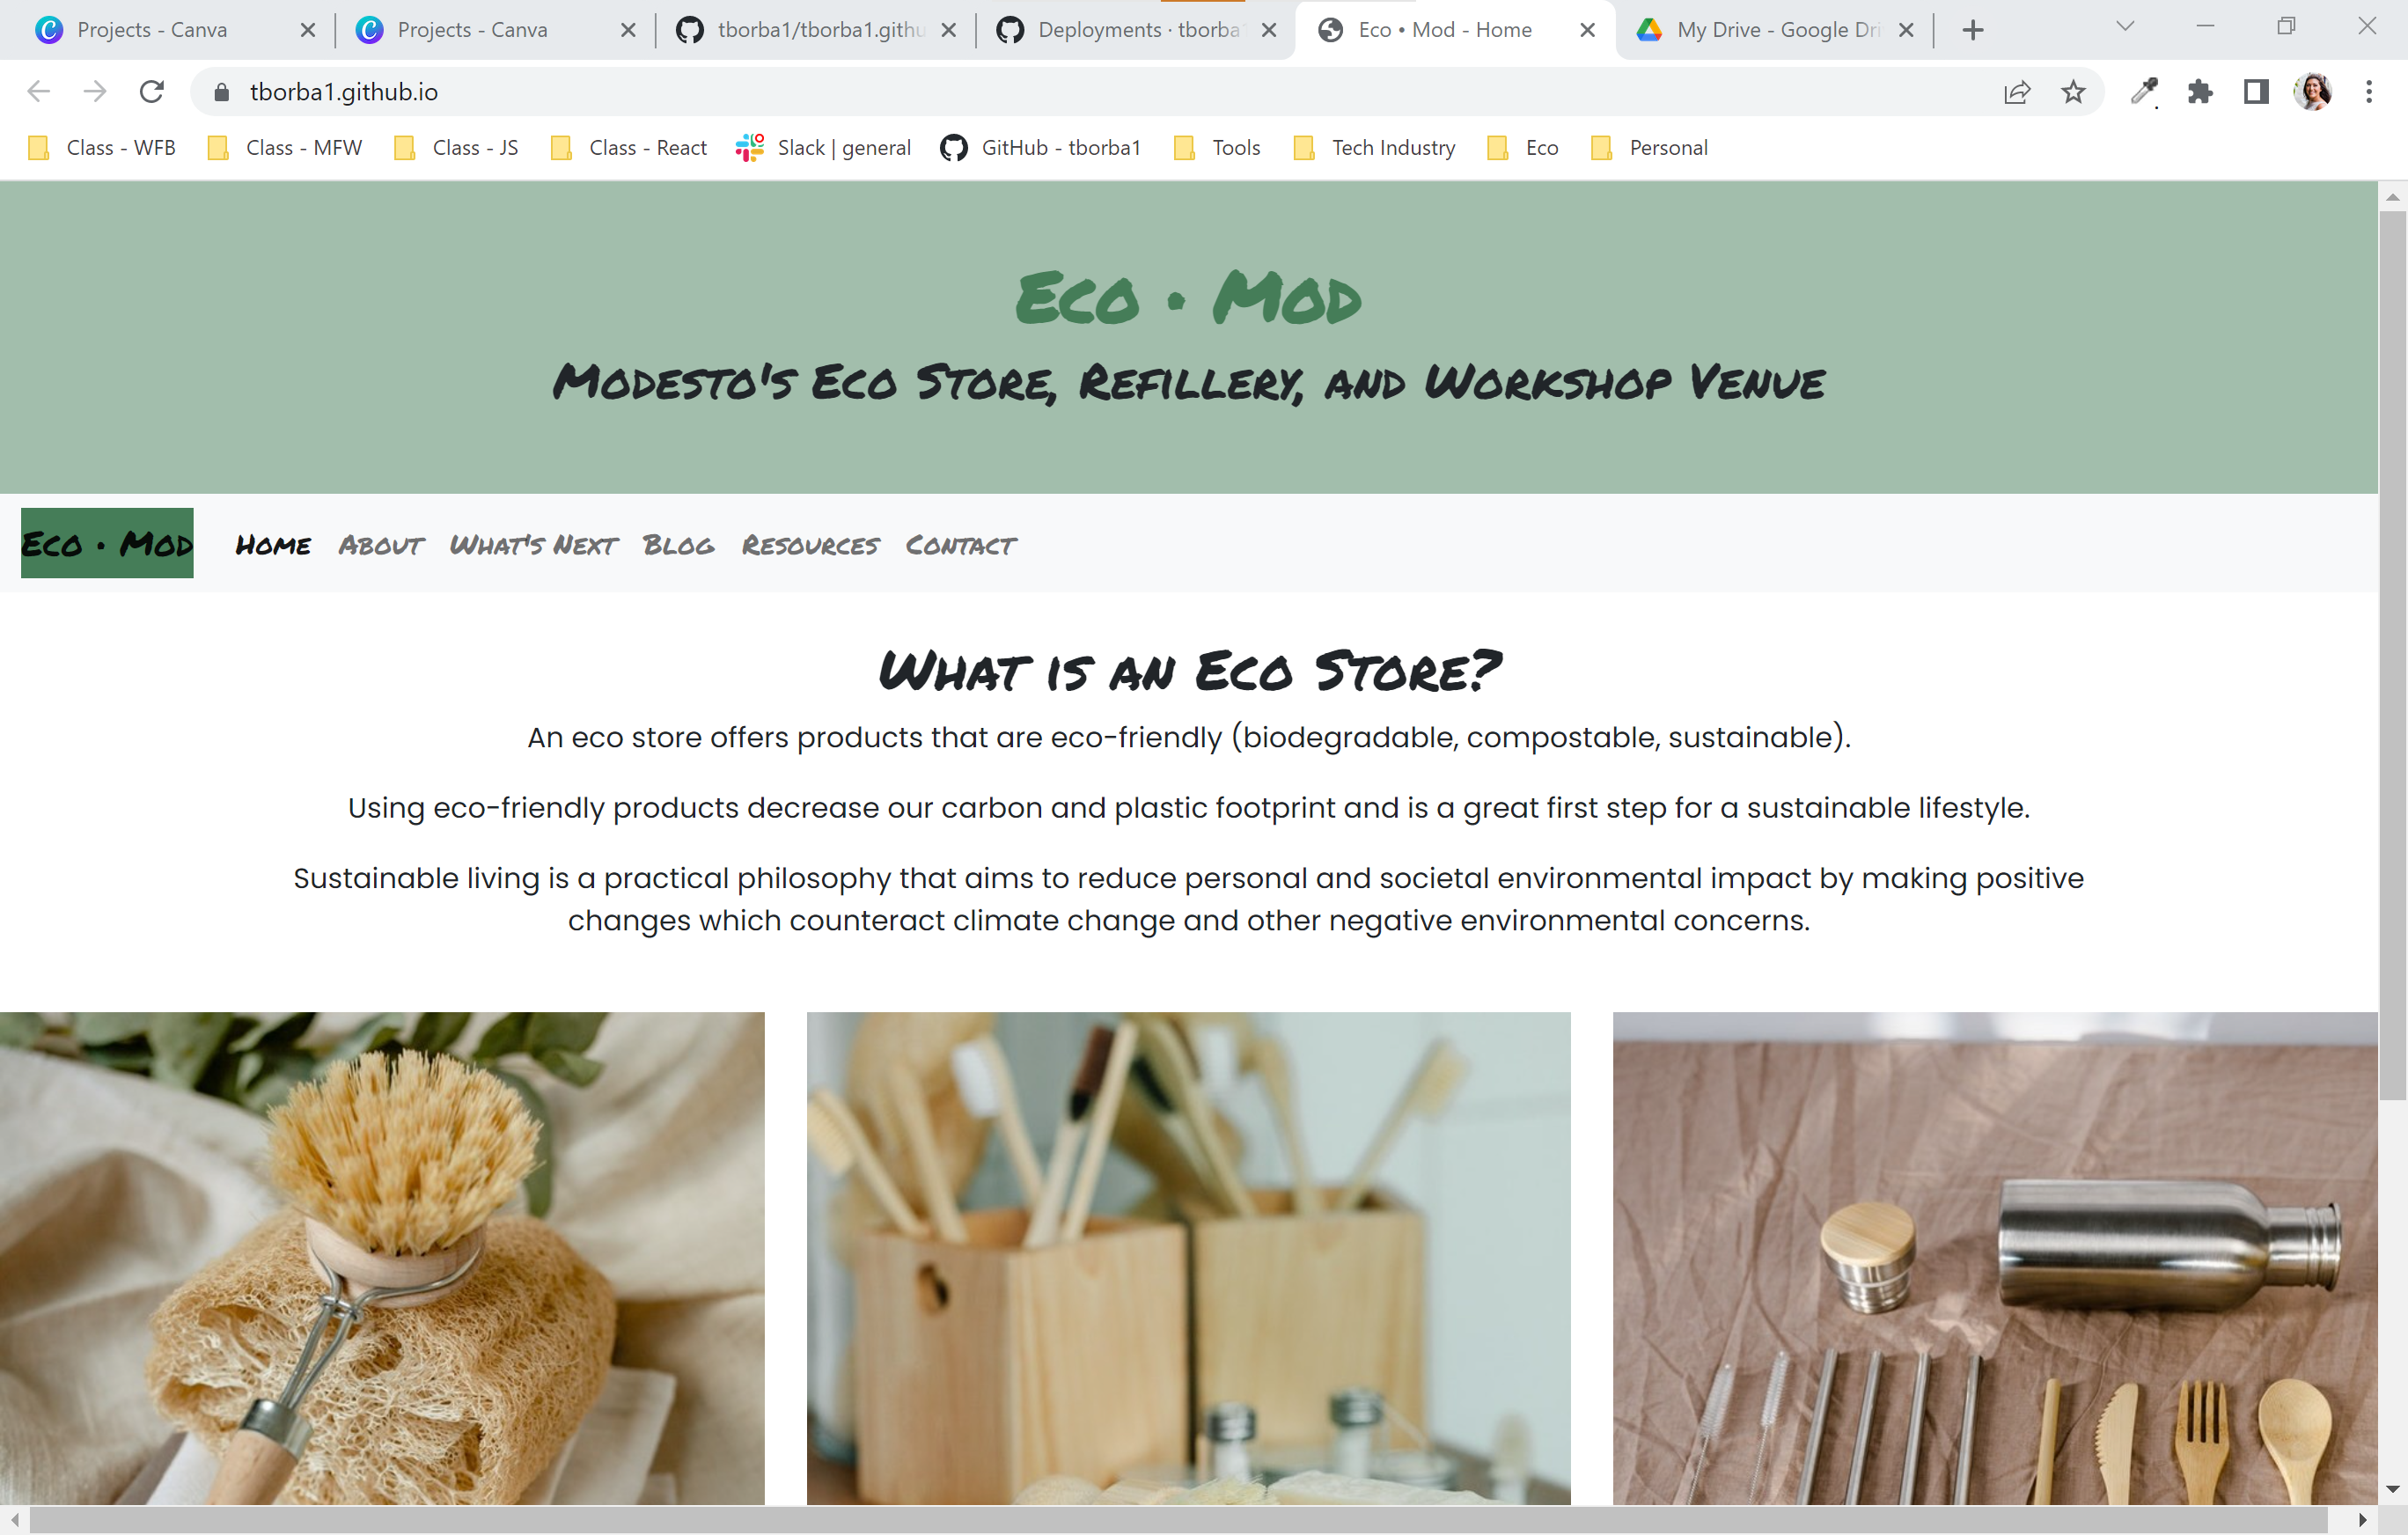 Projects - Canva
Projects - Canva
tborba1/tborba1.githu
Deployments · tborba1
Eco • Mod - Home
My Drive - Google Dri
tborba1.github.io
Class - WFB
Class - MFW
Class - JS
Class - React
Slack | general
GitHub - tborba1
Tools
Tech Industry
Eco
Personal
Eco • Mod
Modesto's Eco Store, Refillery, and Workshop Venue
Eco • Mod
Home
About
What's Next
Blog
Resources
Contact
What is an Eco Store?
An eco store offers products that are eco-friendly (biodegradable, compostable, sustainable).
Using eco-friendly products decrease our carbon and plastic footprint and is a great first step for a sustainable lifestyle.
Sustainable living is a practical philosophy that aims to reduce personal and societal environmental impact by making positive
changes which counteract climate change and other negative environmental concerns.